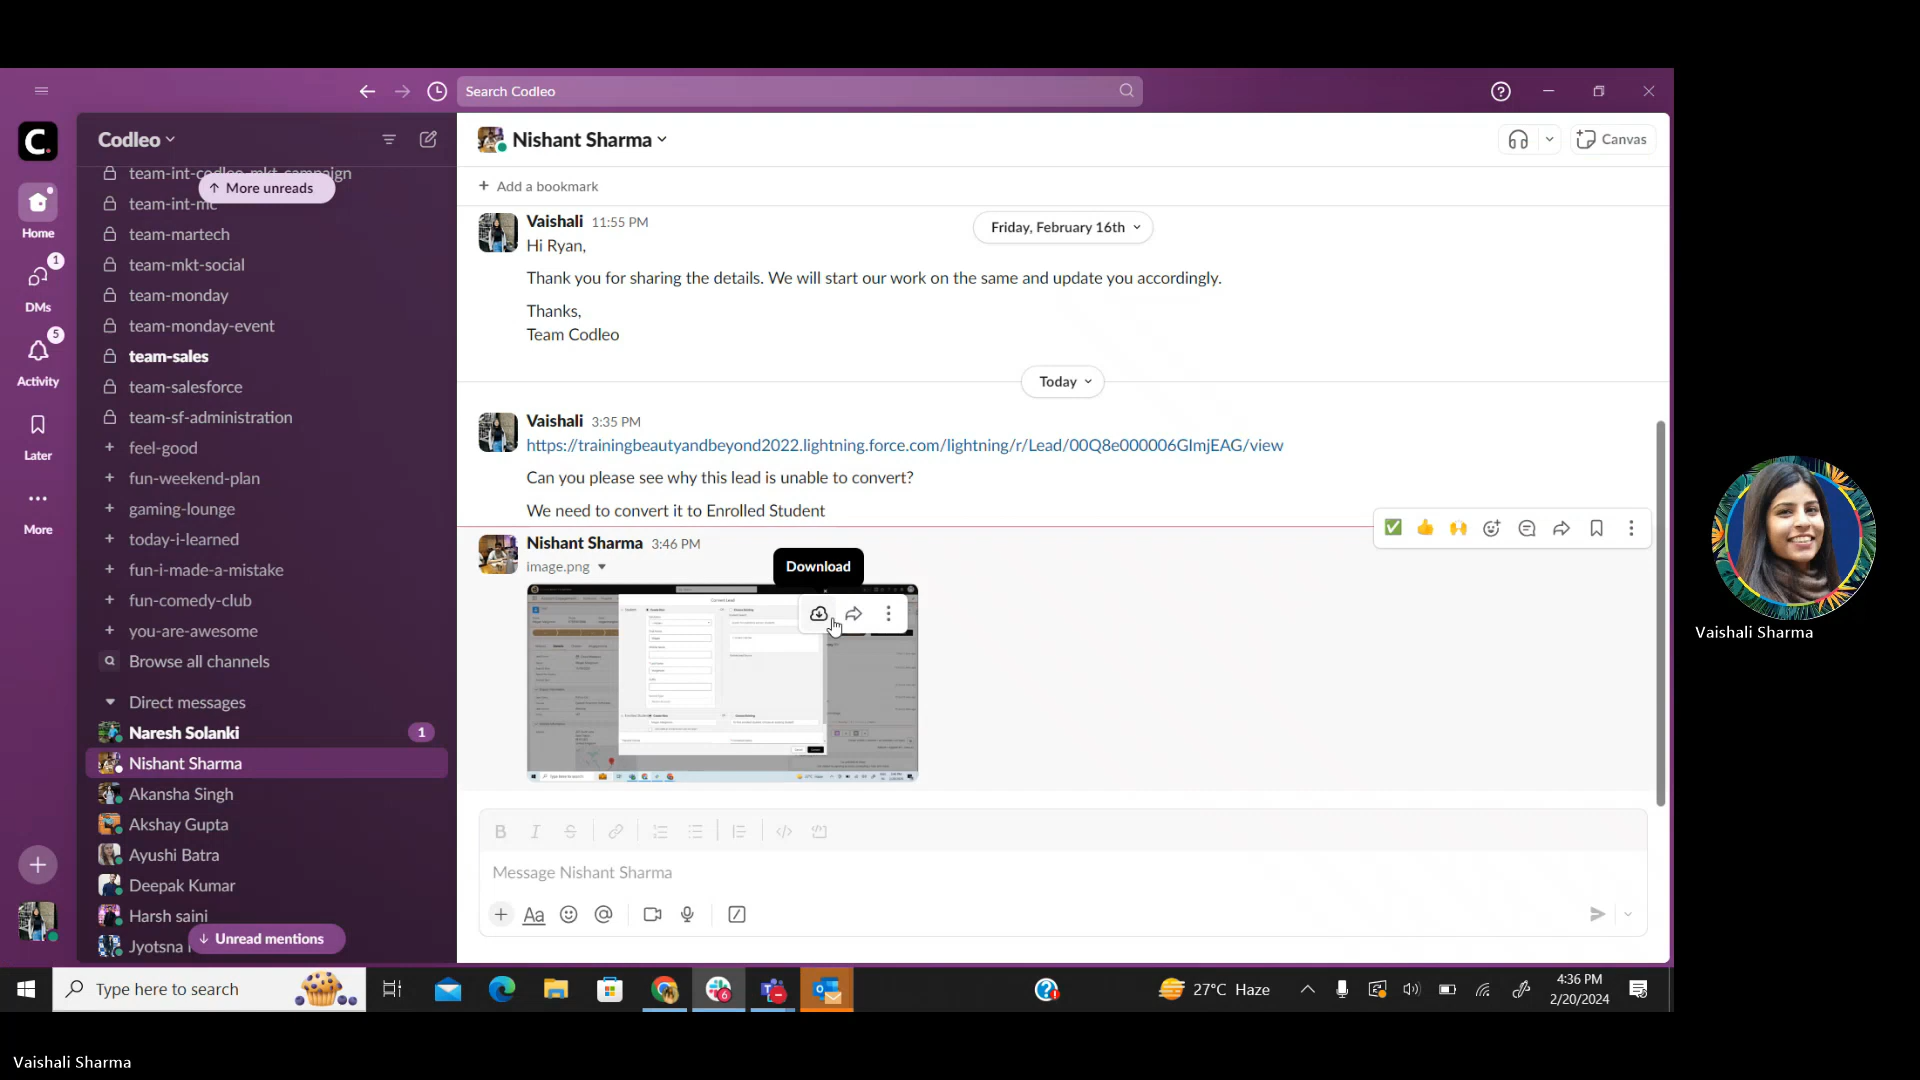 Search Codleo
Codleo
More unreads
team-int-mc
team-martech
team-mkt-social
team-monday
team-monday-event
team-sales
team-salesforce
team-sf-administration
feel-good
fun-weekend-plan
gaming-lounge
today-i-learned
fun-i-made-a-mistake
fun-comedy-club
you-are-awesome
Browse all channels
Direct messages
Naresh Solanki 1
Nishant Sharma
Akansha Singh
Akshay Gupta
Ayushi Batra
Deepak Kumar
Harsh saini
Jyotsna
Unread mentions
Home
1
DMs
5
Activity
Later
More
Nishant Sharma
Canvas
Add a bookmark
Vaishali 11:55 PM
Friday, February 16th
Hi Ryan,
Thank you for sharing the details. We will start our work on the same and update you accordingly.
Thanks,
Team Codleo
Today
Vaishali 3:35 PM
https://trainingbeautyandbeyond2022.lightning.force.com/lightning/r/Lead/00Q8e000006GlmjEAG/view
Can you please see why this lead is unable to convert?
We need to convert it to Enrolled Student
Nishant Sharma 3:46 PM
image.png
Download
Message Nishant Sharma
Aa
Type here to search
27°C Haze
4:36 PM
2/20/2024
Vaishali Sharma
Vaishali Sharma